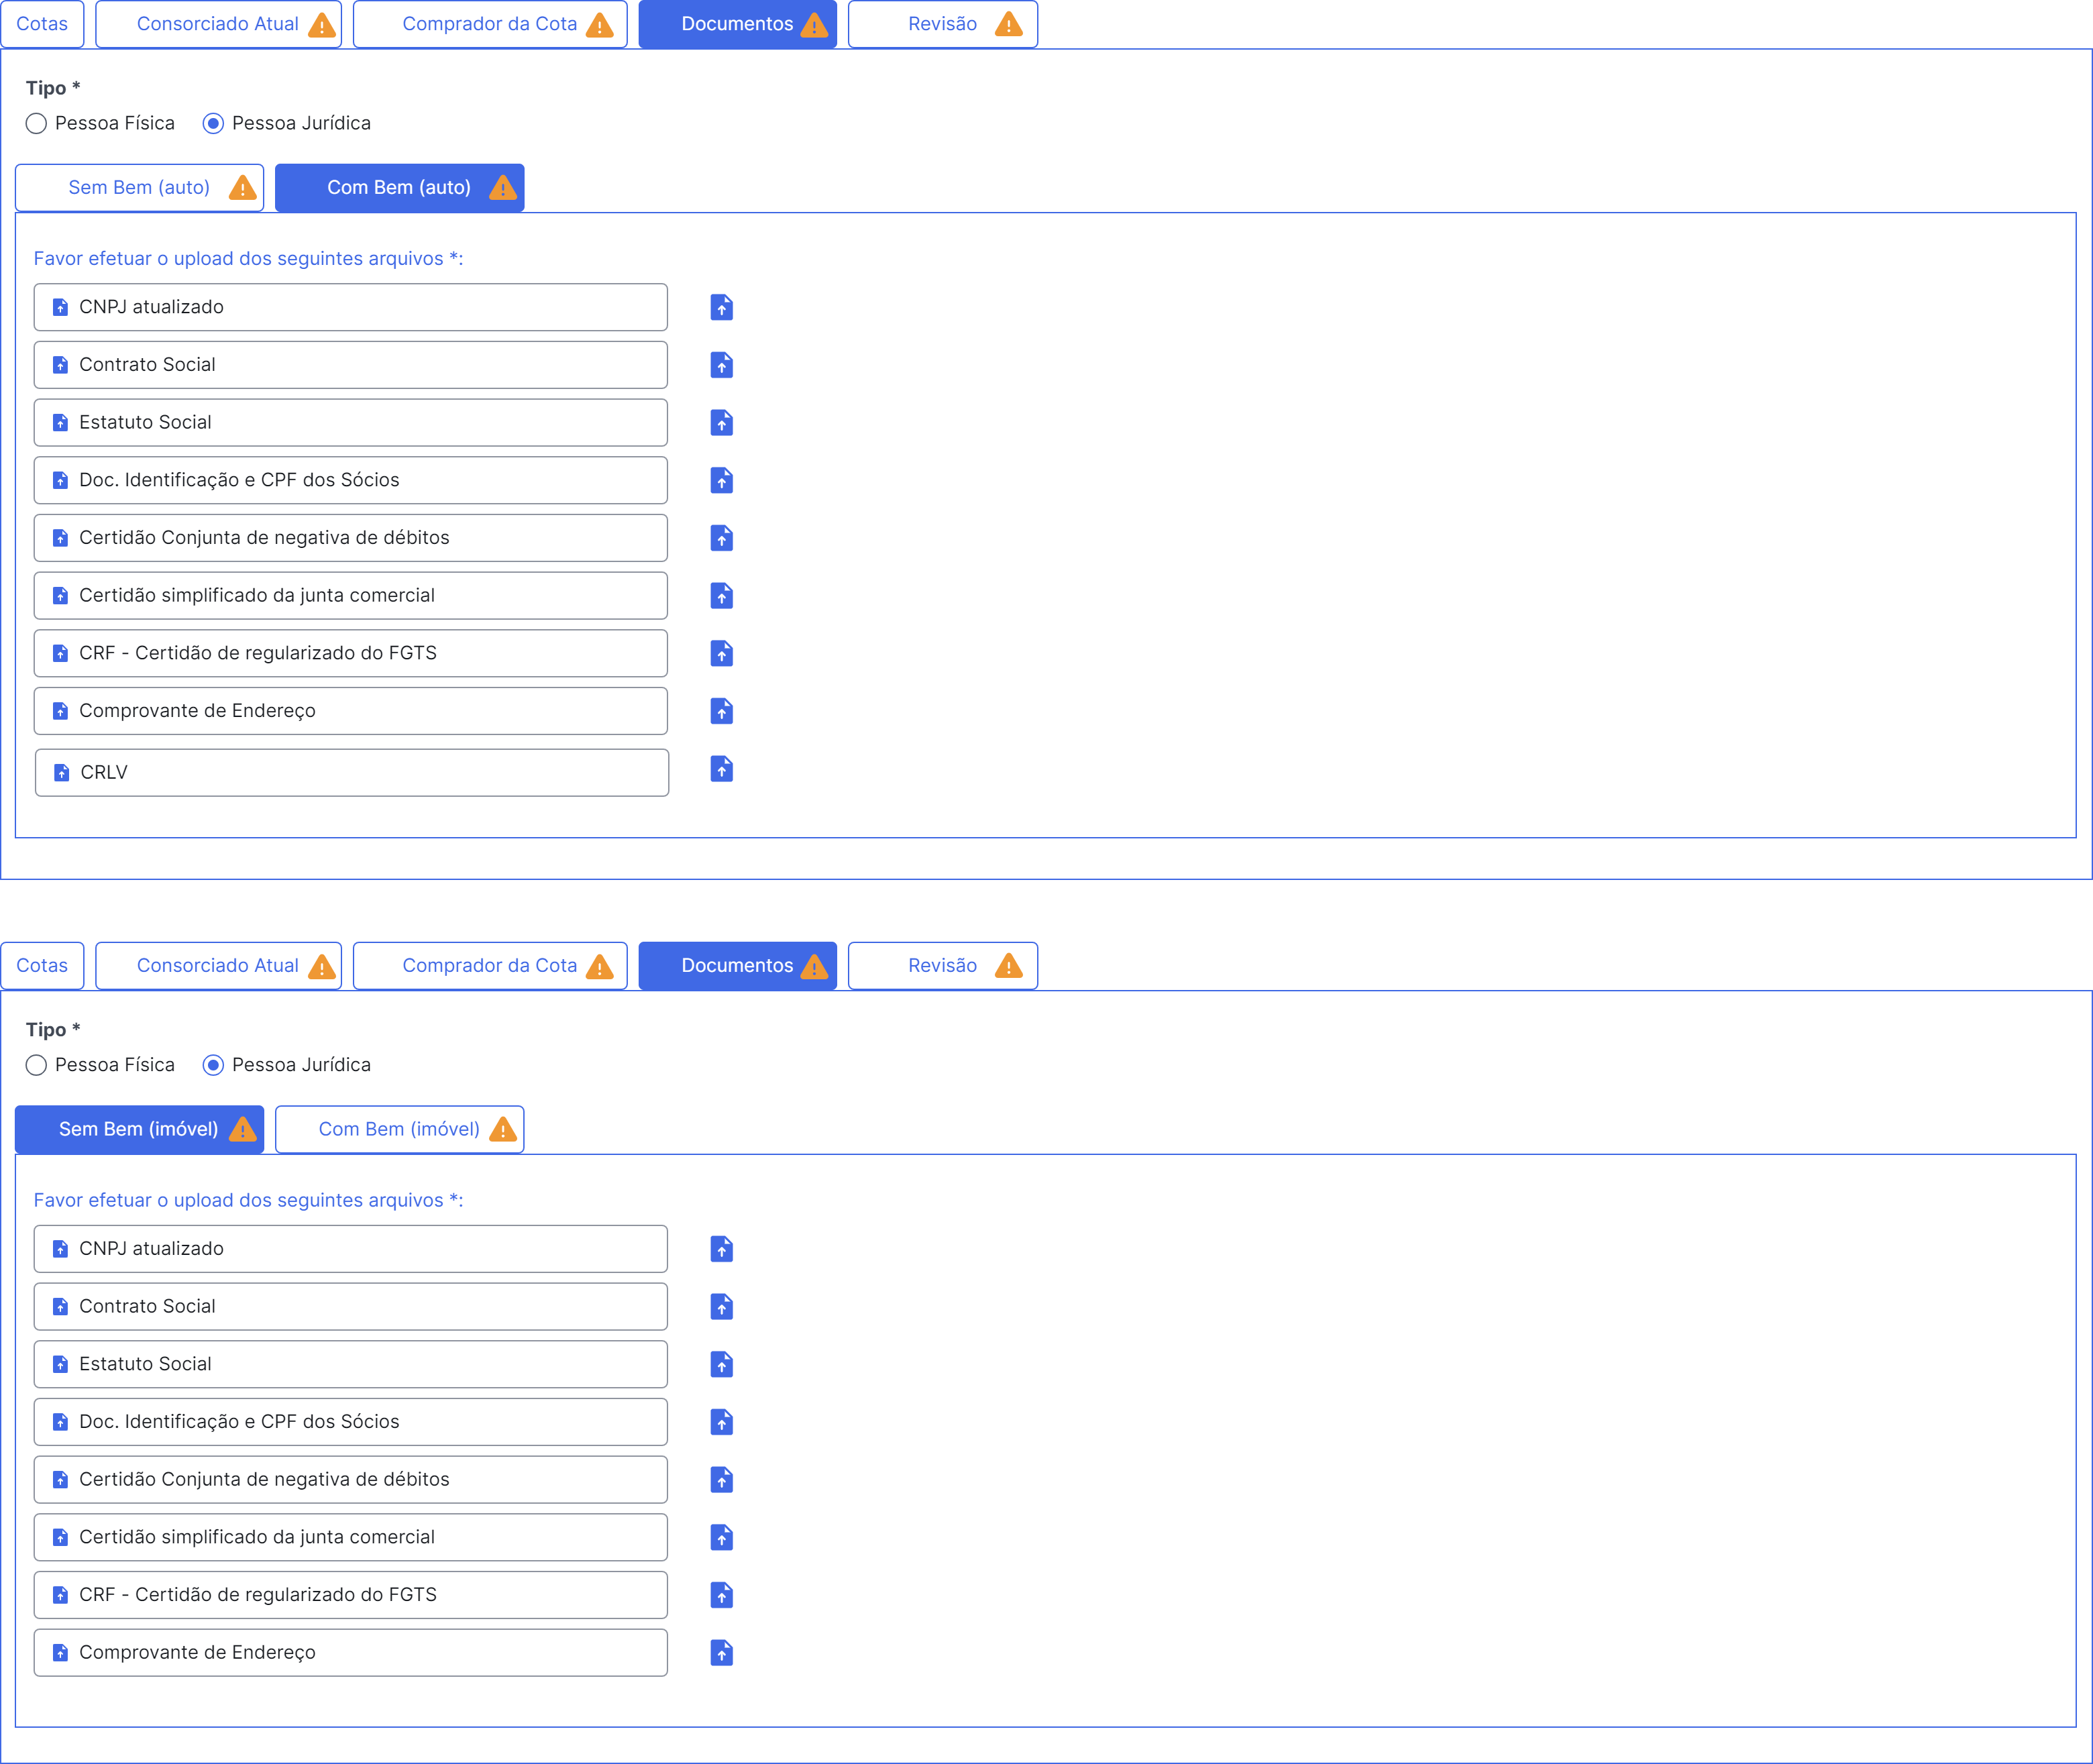 Cotas Consorciado Atual Comprador da Cota Documentos Revisão
Tipo *
Pessoa Física Pessoa Jurídica
Sem Bem (auto) Com Bem (auto)
Favor efetuar o upload dos seguintes arquivos *:
CNPJ atualizado
Contrato Social
Estatuto Social
Doc. Identificação e CPF dos Sócios
Certidão Conjunta de negativa de débitos
Certidão simplificado da junta comercial
CRF - Certidão de regularizado do FGTS
Comprovante de Endereço
CRLV
Cotas Consorciado Atual Comprador da Cota Documentos Revisão
Tipo *
Pessoa Física Pessoa Jurídica
Sem Bem (imóvel) Com Bem (imóvel)
Favor efetuar o upload dos seguintes arquivos *:
CNPJ atualizado
Contrato Social
Estatuto Social
Doc. Identificação e CPF dos Sócios
Certidão Conjunta de negativa de débitos
Certidão simplificado da junta comercial
CRF - Certidão de regularizado do FGTS
Comprovante de Endereço